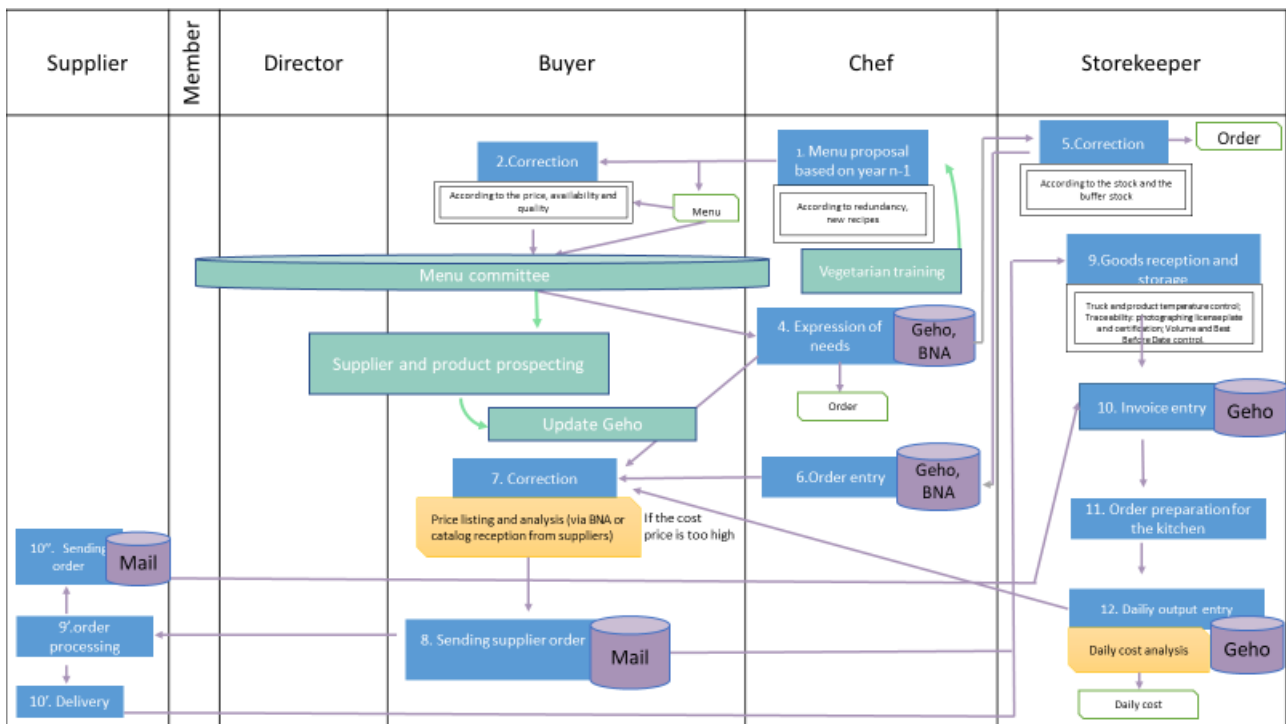 Supplier
Member
Director
Buyer
Chef
Storekeeper
2.Correction
According to the price, availability and
quality
Menu
1. Menu proposal
based on year n-1
According to redundancy,
new recipes
5.Correction
Order
According to the stock and the
buffer stock
Menu committee
Vegetarian training
9.Goods reception and
storage
Truck and product temperature control;
Traceability: photographing license plate
and certification; Volume and Best
Before Date control.
4. Expression of
needs
Geho,
BNA
Supplier and product prospecting
Order
Update Geho
10. Invoice entry
Geho
7. Correction
6.Order entry
Geho,
BNA
Price listing and analysis (via BNA or
catalog reception from suppliers)
If the cost
price is too high
11. Order preparation for
the kitchen
10''. Sending
order
Mail
9'.order
processing
8. Sending supplier order
Mail
12. Dailiy output entry
Daily cost analysis
Geho
10'. Delivery
Daily cost